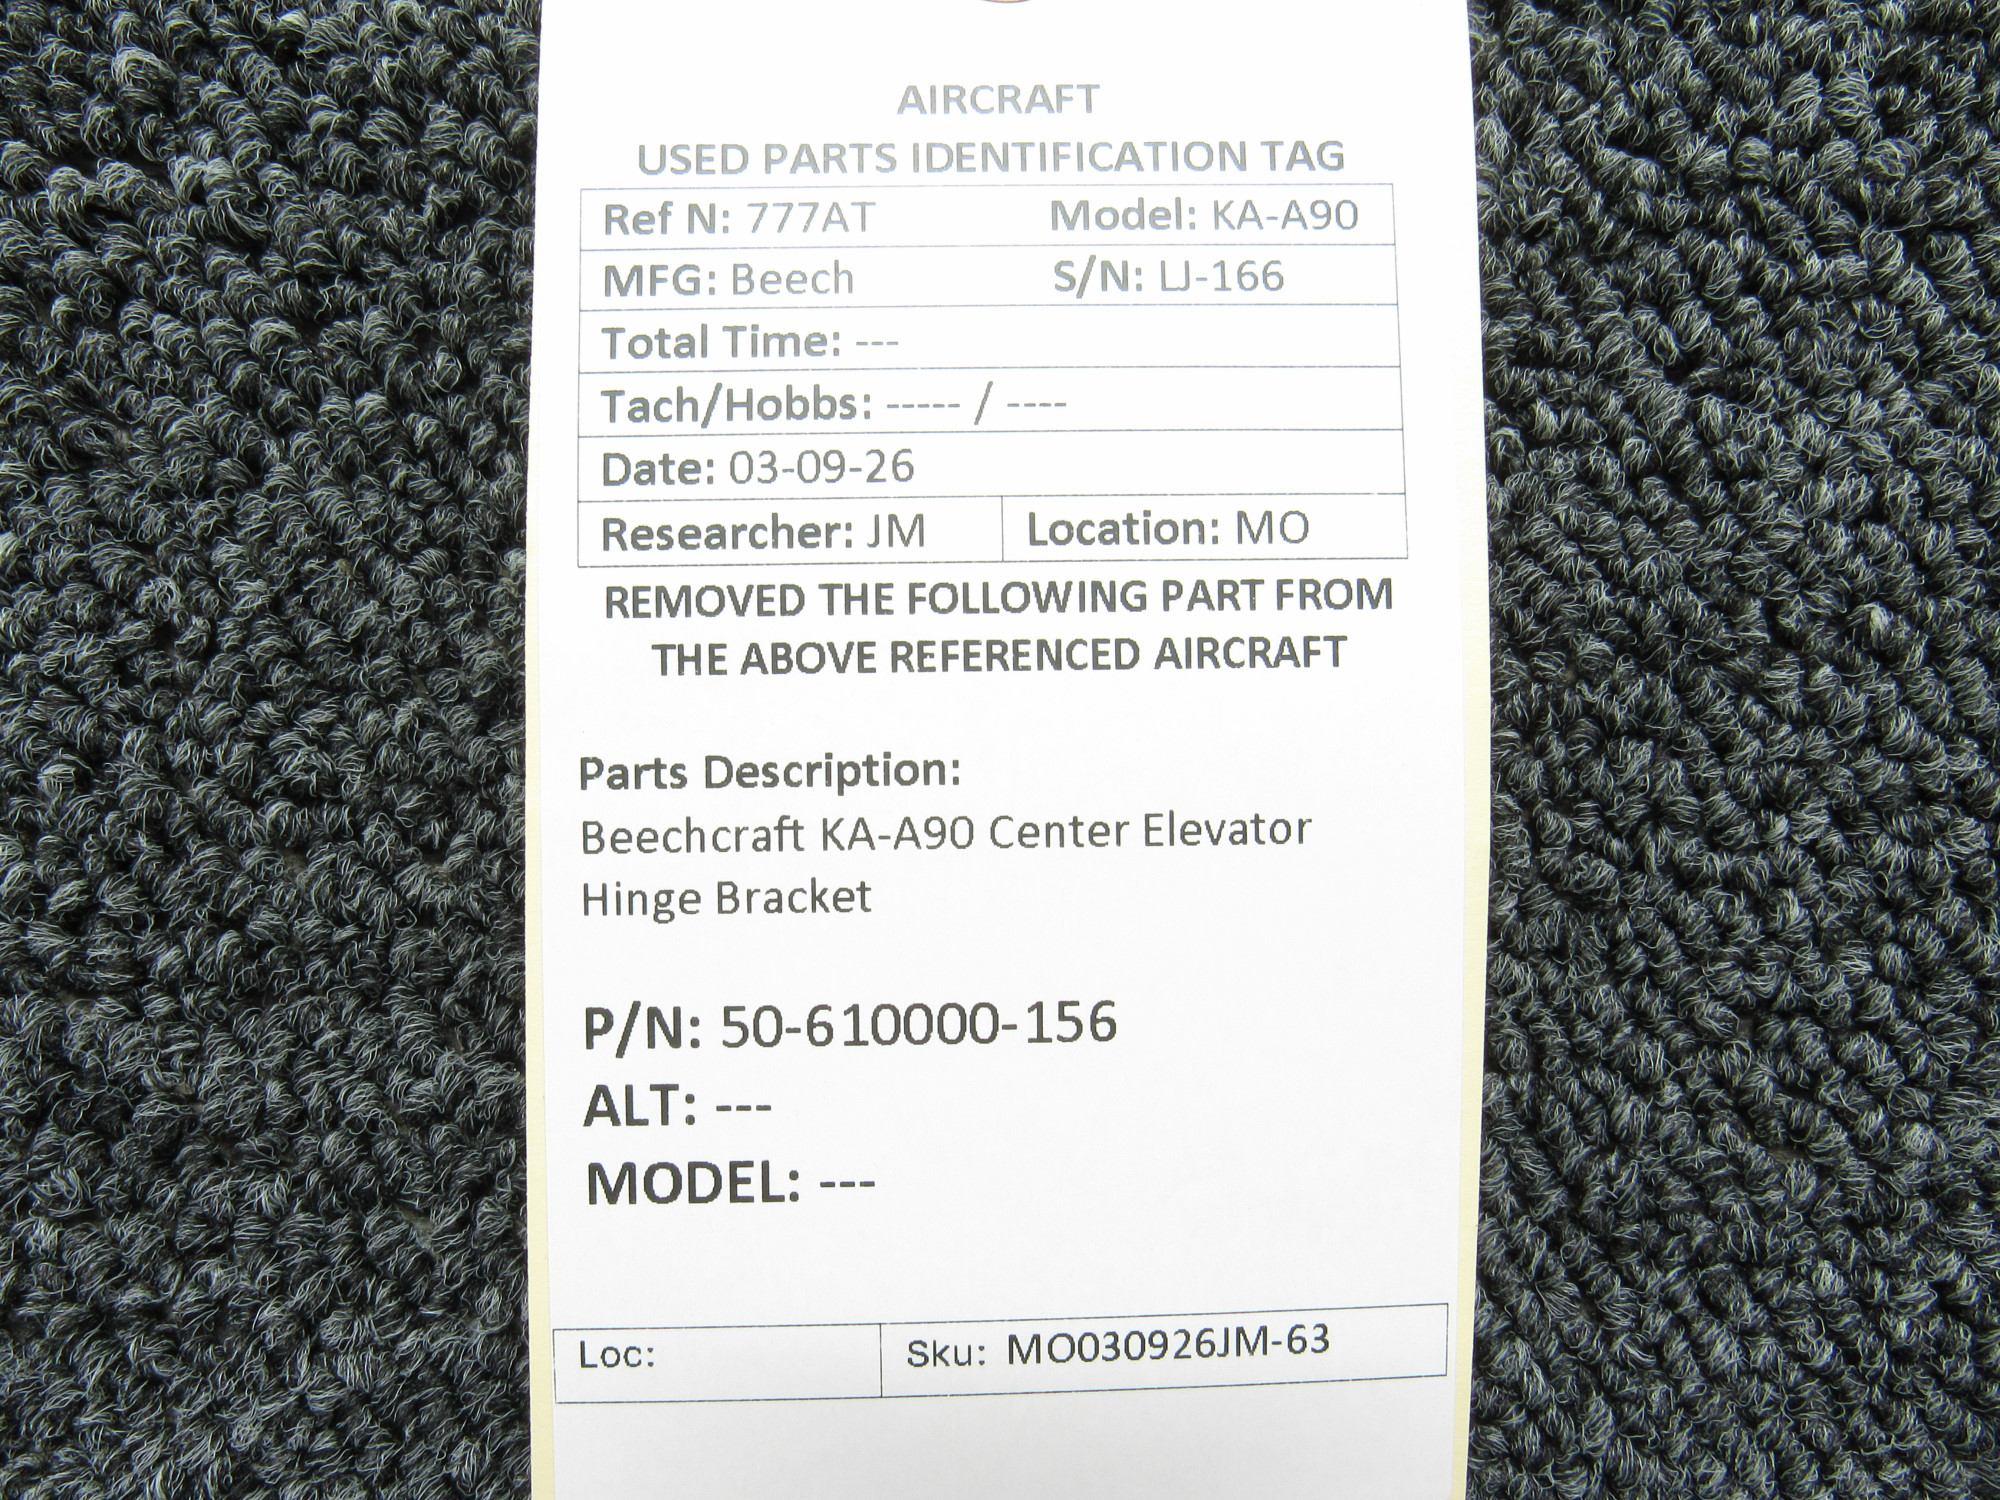 AIRCRAFT
USED PARTS IDENTIFICATION TAG
Ref N: 777AT Model: KA-A90
MFG: Beech S/N: LJ-166
Total Time: ---
Tach/Hobbs: ----- / ----
Date: 03-09-26
Researcher: JM Location: MO
REMOVED THE FOLLOWING PART FROM
THE ABOVE REFERENCED AIRCRAFT
Parts Description:
Beechcraft KA-A90 Center Elevator
Hinge Bracket
P/N: 50-610000-156
ALT: ---
MODEL: ---
Loc: Sku: MO030926JM-63